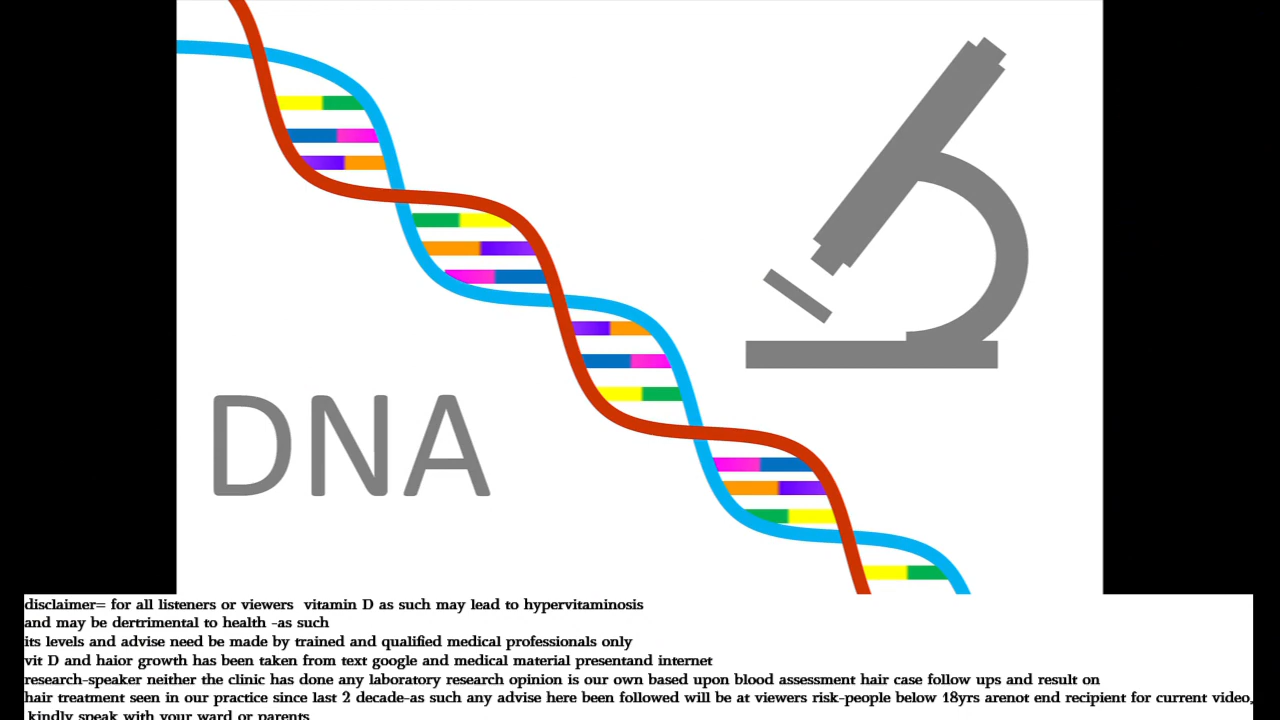 DNA
disclaimer= for all listeners or viewers  vitamin D as such may lead to hypervitaminosis
and may be dertrimental to health -as such
its levels and advise need be made by trained and qualified medical professionals only
vit D and haior growth has been taken from text google and medical material presentand internet
research-speaker neither the clinic has done any laboratory research opinion is our own based upon blood assessment hair case follow ups and result on
hair treatment seen in our practice since last 2 decade-as such any advise here been followed will be at viewers risk-people below 18yrs arenot end recipient for current video,
kindly speak with your ward or parents